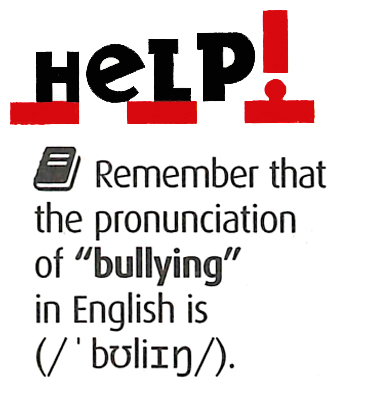 HeLP!
Remember that
the pronunciation
of “bullying”
in English is
(/ˈbʊliɪŋ/).